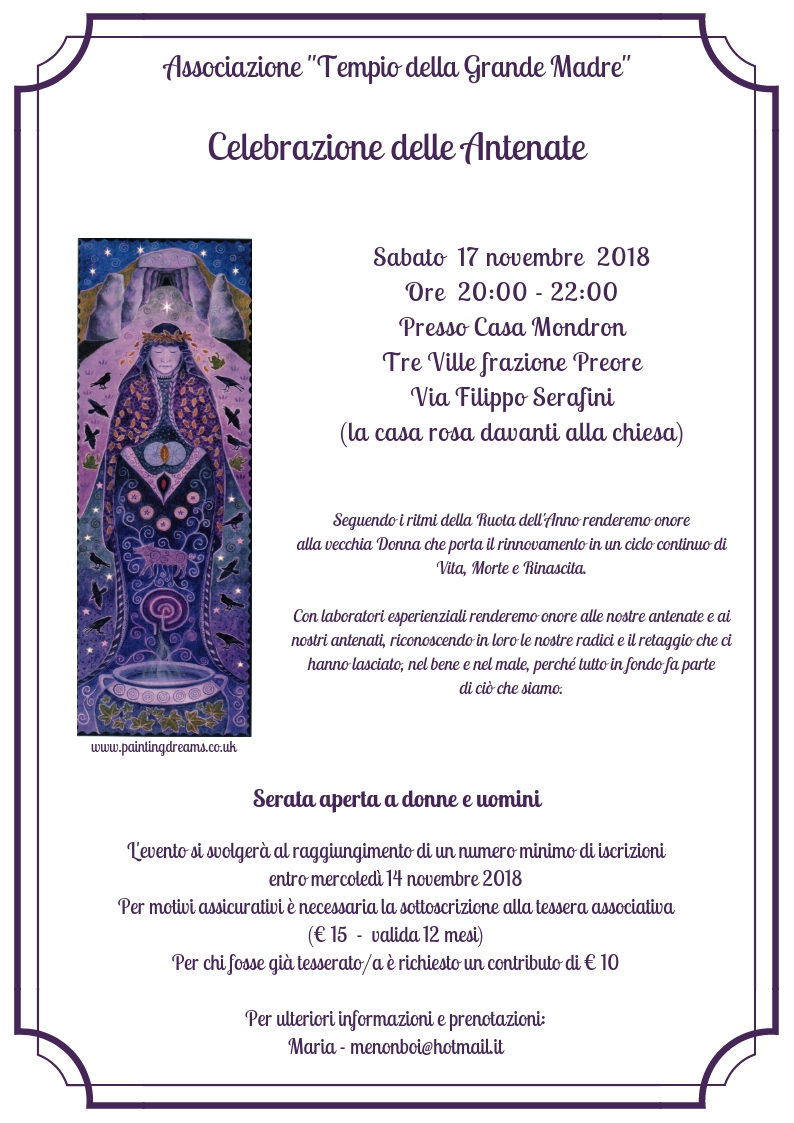 Associazione "Tempio della Grande Madre"
Celebrazione delle Antenate
Sabato 17 novembre 2018
Ore 20:00 - 22:00
Presso Casa Mondron
Tre Ville frazione Preore
Via Filippo Serafini
(la casa rosa davanti alla chiesa)
Seguendo i ritmi della Ruota dell'Anno renderemo onore
alla vecchia Donna che porta il rinnovamento in un ciclo continuo di
Vita, Morte e Rinascita.
Con laboratori esperienziali renderemo onore alle nostre antenate e ai
nostri antenati, riconoscendo in loro le nostre radici e il retaggio che ci
hanno lasciato, nel bene e nel male, perché tutto in fondo fa parte
di ciò che siamo.
www.paintingdreams.co.uk
Serata aperta a donne e uomini
L'evento si svolgerà al raggiungimento di un numero minimo di iscrizioni
entro mercoledì 14 novembre 2018
Per motivi assicurativi è necessaria la sottoscrizione alla tessera associativa
(€ 15 - valida 12 mesi)
Per chi fosse già tesserato/a è richiesto un contributo di € 10
Per ulteriori informazioni e prenotazioni:
Maria - menonboi@hotmail.it